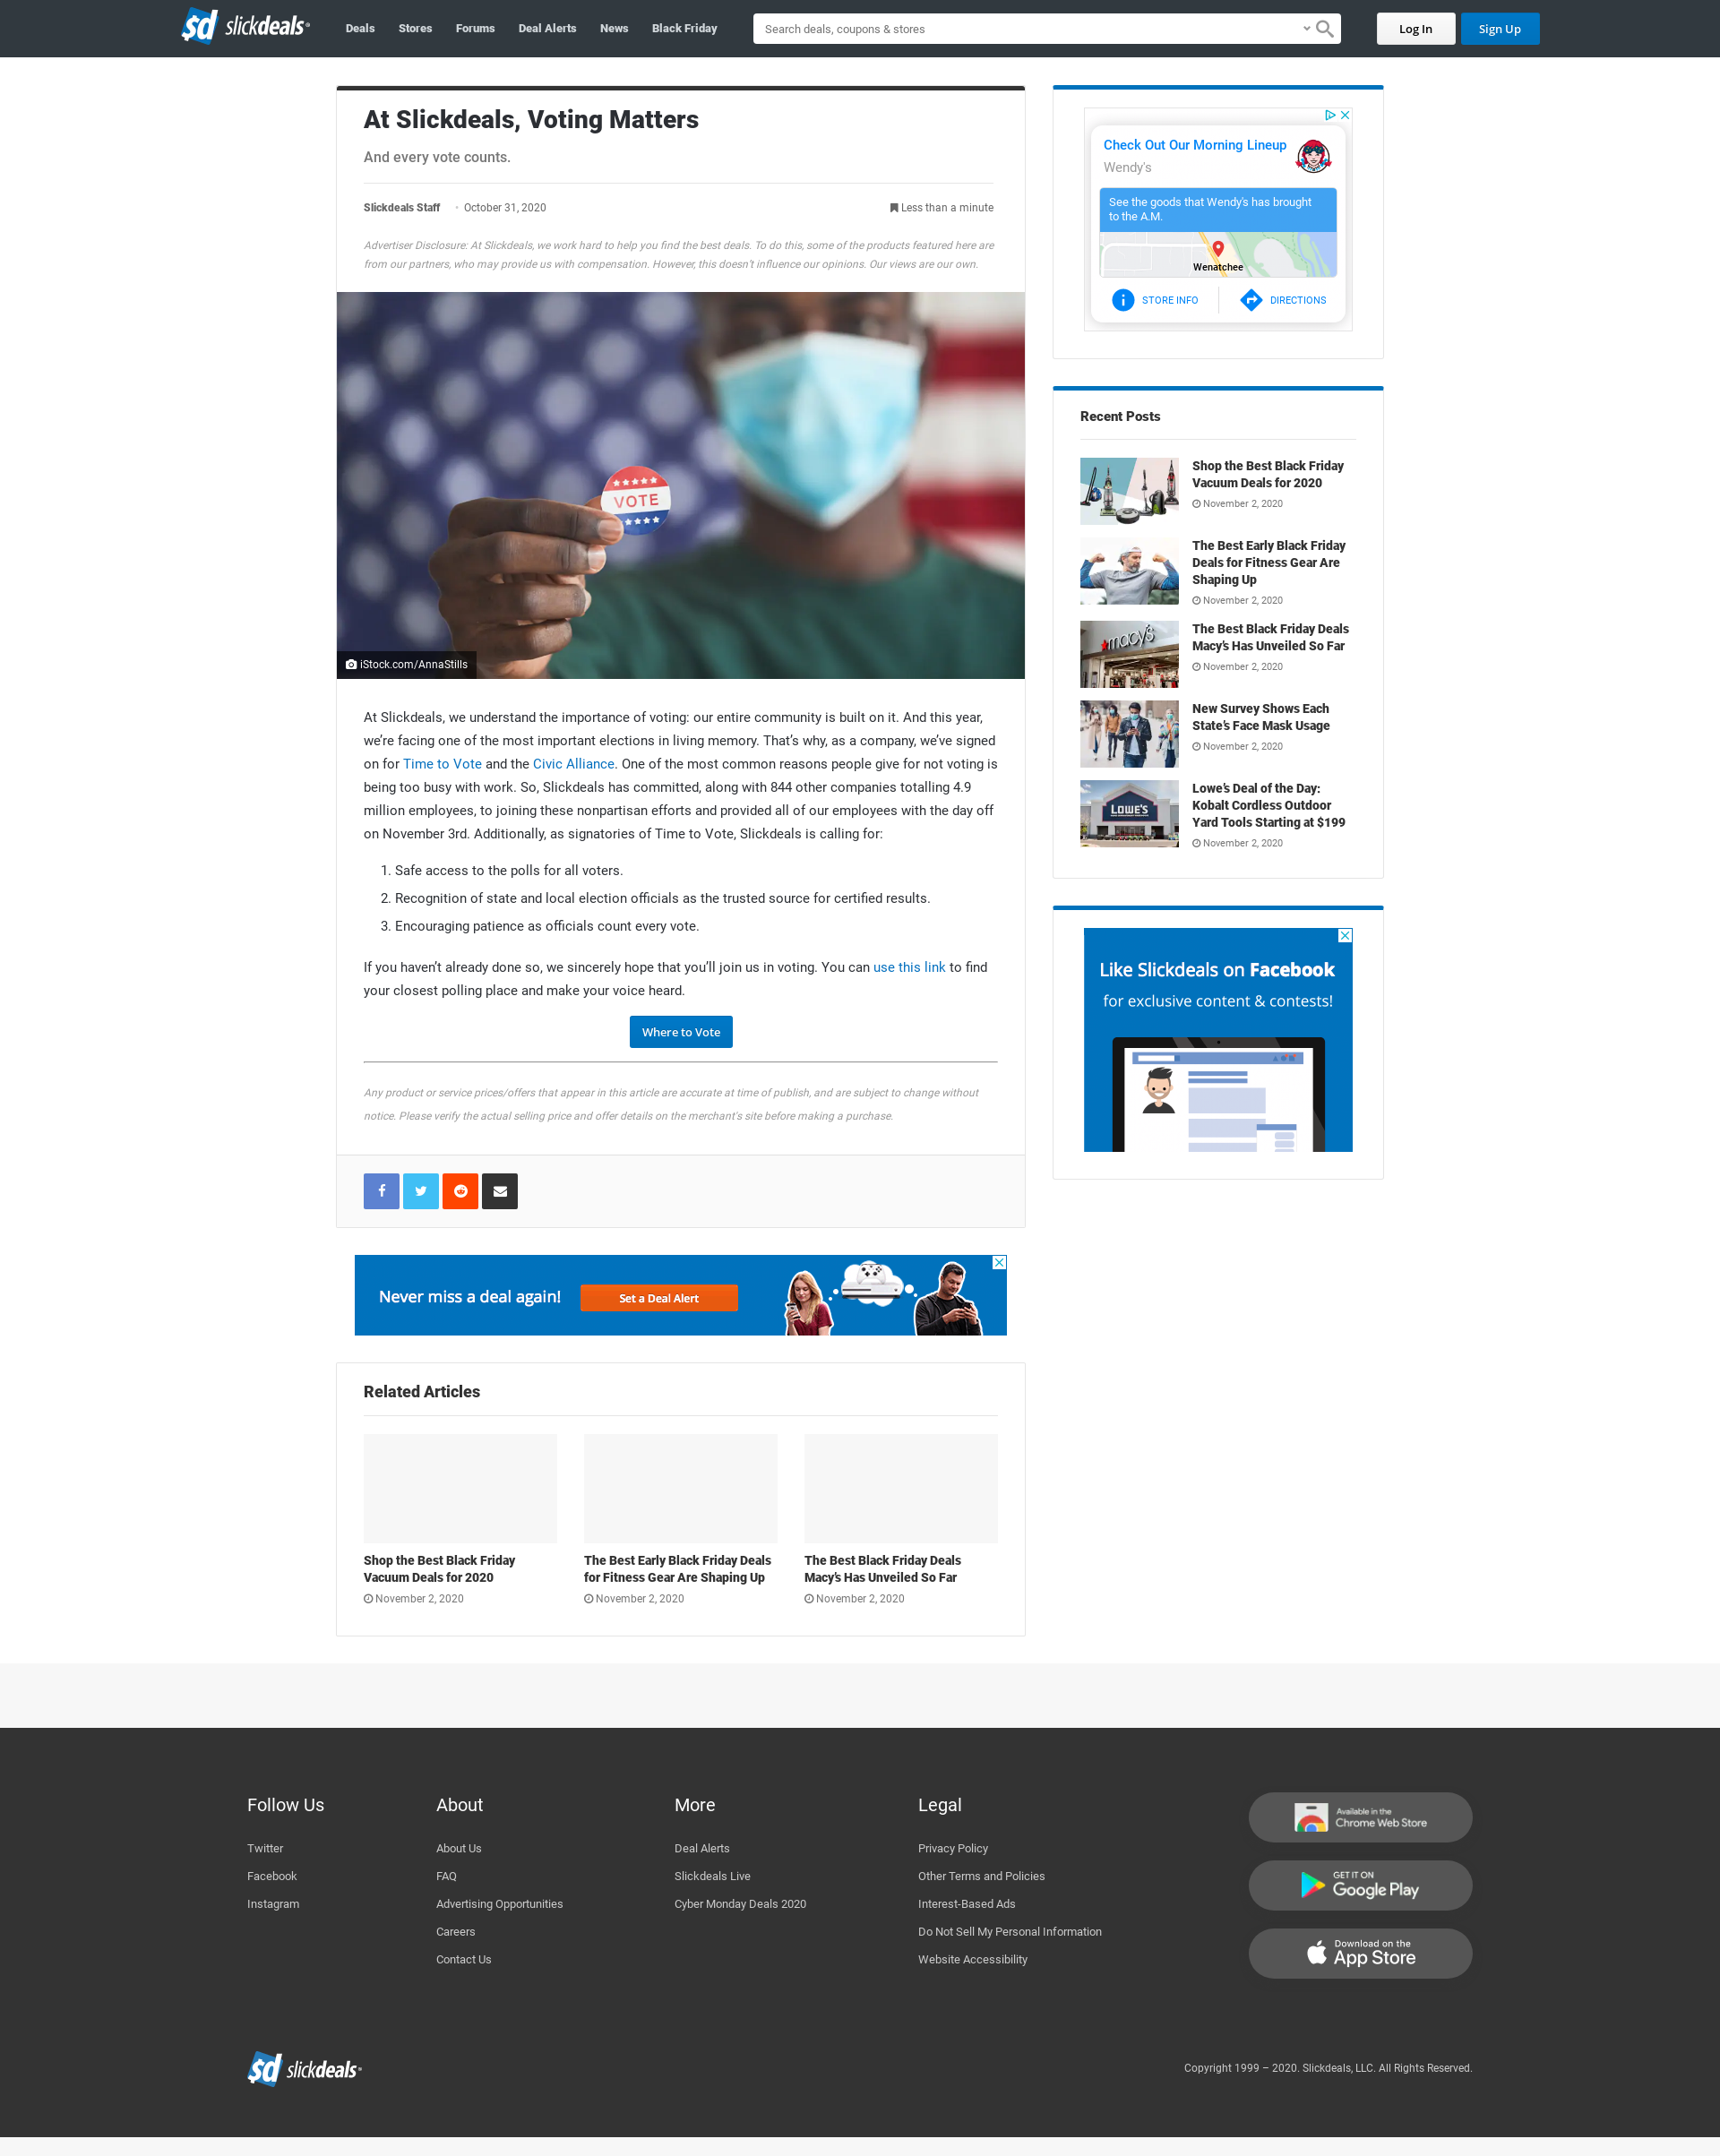 sd slickdeals
Deals
Stores
Forums
Deal Alerts
News
Black Friday
Search deals, coupons & stores
Log In
Sign Up
At Slickdeals, Voting Matters
And every vote counts.
Slickdeals Staff
October 31, 2020
Less than a minute
Advertiser Disclosure: At Slickdeals, we work hard to help you find the best deals. To do this, some of the products featured here are
from our partners, who may provide us with compensation. However, this doesn’t influence our opinions. Our views are our own.
VOTE
iStock.com/AnnaStills
At Slickdeals, we understand the importance of voting: our entire community is built on it. And this year,
we’re facing one of the most important elections in living memory. That’s why, as a company, we’ve signed
on for Time to Vote and the Civic Alliance. One of the most common reasons people give for not voting is
being too busy with work. So, Slickdeals has committed, along with 844 other companies totalling 4.9
million employees, to joining these nonpartisan efforts and provided all of our employees with the day off
on November 3rd. Additionally, as signatories of Time to Vote, Slickdeals is calling for:
1. Safe access to the polls for all voters.
2. Recognition of state and local election officials as the trusted source for certified results.
3. Encouraging patience as officials count every vote.
If you haven’t already done so, we sincerely hope that you’ll join us in voting. You can use this link to find
your closest polling place and make your voice heard.
Where to Vote
Any product or service prices/offers that appear in this article are accurate at time of publish, and are subject to change without
notice. Please verify the actual selling price and offer details on the merchant's site before making a purchase.
Never miss a deal again!
Set a Deal Alert
Related Articles
Shop the Best Black Friday
Vacuum Deals for 2020
November 2, 2020
The Best Early Black Friday Deals
for Fitness Gear Are Shaping Up
November 2, 2020
The Best Black Friday Deals
Macy’s Has Unveiled So Far
November 2, 2020
Check Out Our Morning Lineup
Wendy's
See the goods that Wendy's has brought
to the A.M.
Wenatchee
STORE INFO
DIRECTIONS
Recent Posts
Shop the Best Black Friday
Vacuum Deals for 2020
November 2, 2020
The Best Early Black Friday
Deals for Fitness Gear Are
Shaping Up
November 2, 2020
macy's
The Best Black Friday Deals
Macy’s Has Unveiled So Far
November 2, 2020
New Survey Shows Each
State’s Face Mask Usage
November 2, 2020
LOWE'S
Lowe’s Deal of the Day:
Kobalt Cordless Outdoor
Yard Tools Starting at $199
November 2, 2020
Like Slickdeals on Facebook
for exclusive content & contests!
Follow Us
Twitter
Facebook
Instagram
About
About Us
FAQ
Advertising Opportunities
Careers
Contact Us
More
Deal Alerts
Slickdeals Live
Cyber Monday Deals 2020
Legal
Privacy Policy
Other Terms and Policies
Interest-Based Ads
Do Not Sell My Personal Information
Website Accessibility
Available in the
Chrome Web Store
GET IT ON
Google Play
Download on the
App Store
sd slickdeals
Copyright 1999 – 2020. Slickdeals, LLC. All Rights Reserved.